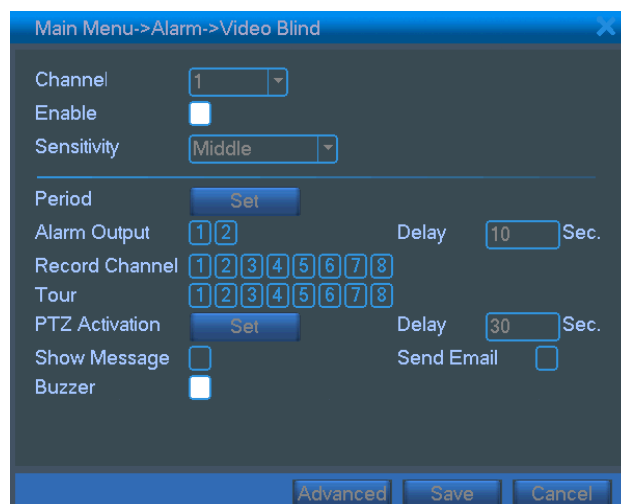 Main Menu->Alarm->Video Blind
Channel 1
Enable
Sensitivity Middle
Period Set
Alarm Output 1 2 Delay 10 Sec.
Record Channel 1 2 3 4 5 6 7 8
Tour 1 2 3 4 5 6 7 8
PTZ Activation Set Delay 30 Sec.
Show Message Send Email
Buzzer
Advanced Save Cancel